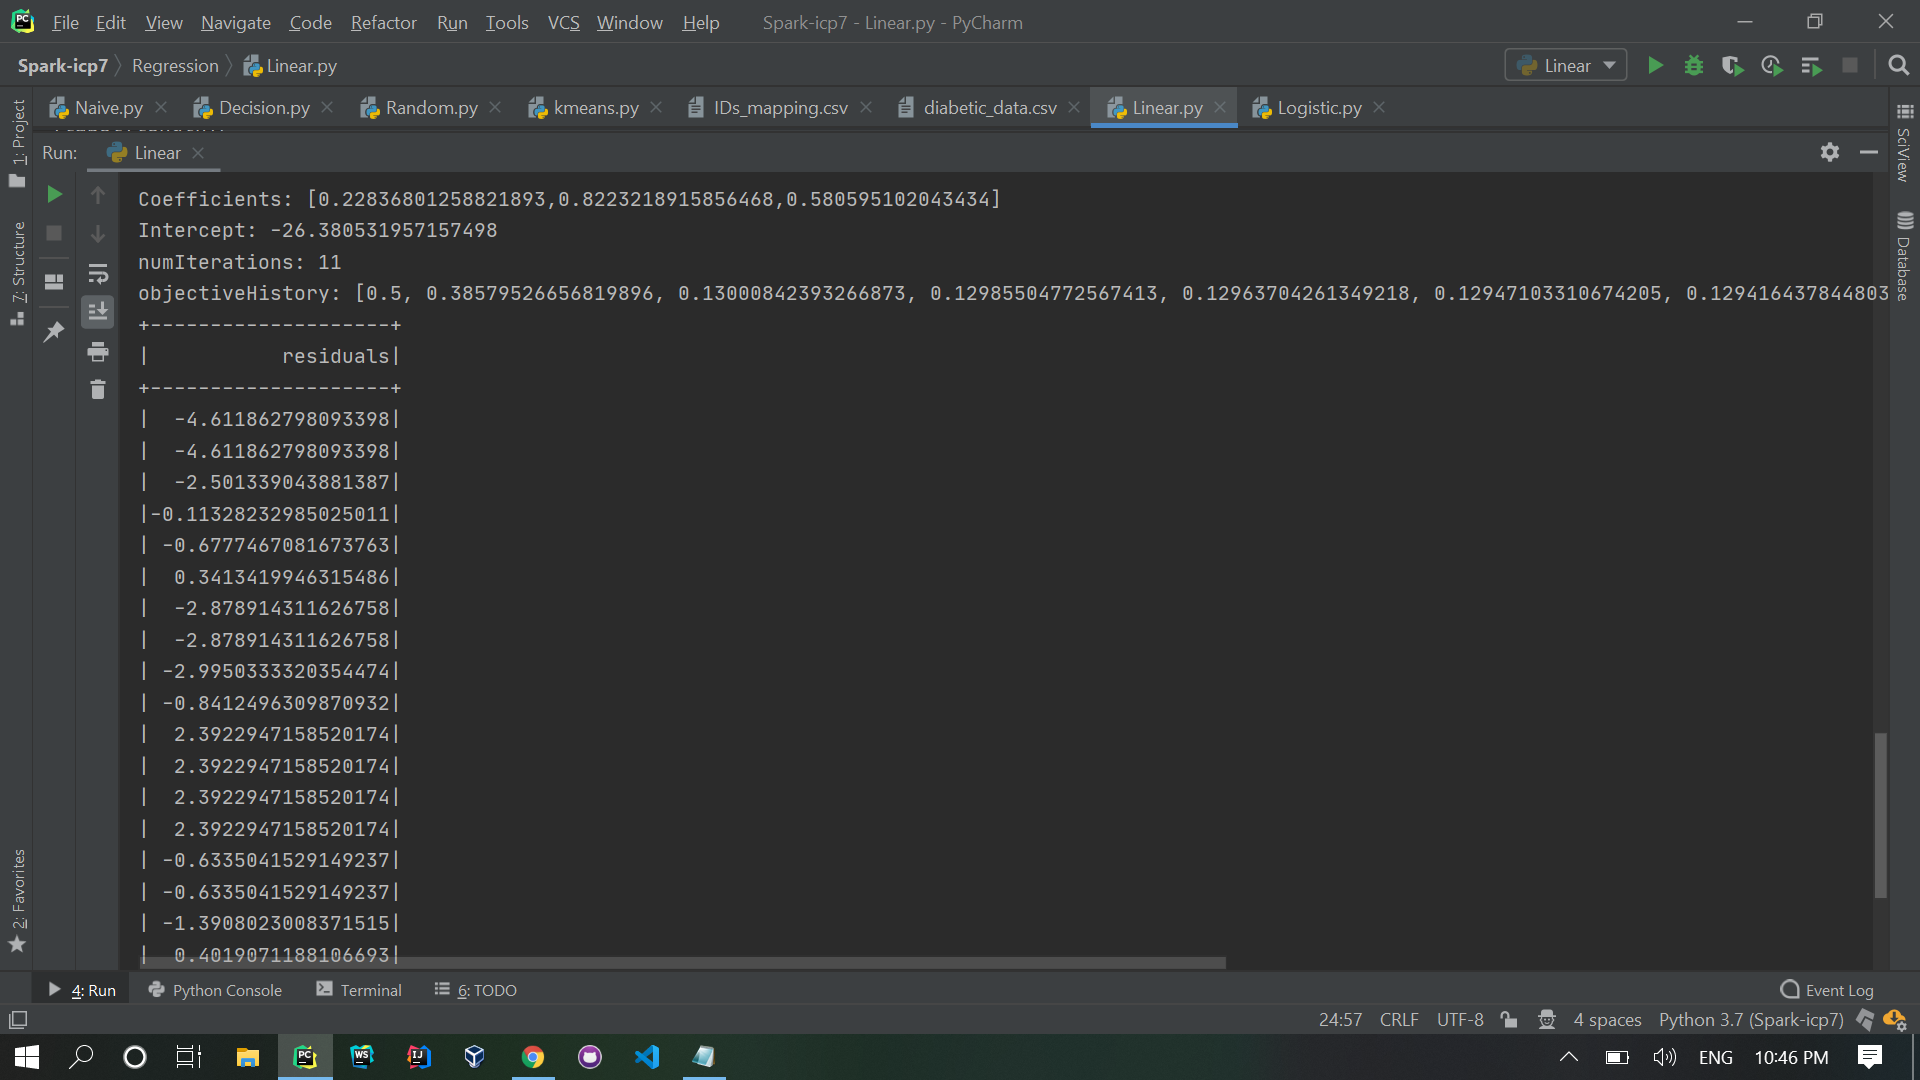 File Edit View Navigate Code Refactor Run Tools VCS Window Help Spark-icp7 - Linear.py - PyCharm
Spark-icp7 Regression Linear.py Linear
Naive.py Decision.py Random.py kmeans.py IDs_mapping.csv diabetic_data.csv Linear.py Logistic.py
Run: Linear
1: Project
7: Structure
2: Favorites
SciView
Database
Coefficients: [0.22836801258821893,0.8223218915856468,0.580595102043434]
Intercept: -26.380531957157498
numIterations: 11
objectiveHistory: [0.5, 0.38579526656819896, 0.13000842393266873, 0.12985504772567413, 0.12963704261349218, 0.12947103310674205, 0.129416437844803
+--------------------+
|           residuals|
+--------------------+
|  -4.611862798093398|
|  -4.611862798093398|
|  -2.501339043881387|
|-0.11328232985025011|
| -0.6777467081673763|
|  0.3413419946315486|
|  -2.878914311626758|
|  -2.878914311626758|
| -2.9950333320354474|
| -0.8412496309870932|
|  2.3922947158520174|
|  2.3922947158520174|
|  2.3922947158520174|
|  2.3922947158520174|
| -0.6335041529149237|
| -0.6335041529149237|
| -1.3908023008371515|
|  0.4019071188106693|
4: Run Python Console Terminal 6: TODO Event Log
24:57 CRLF UTF-8 4 spaces Python 3.7 (Spark-icp7)
ENG 10:46 PM